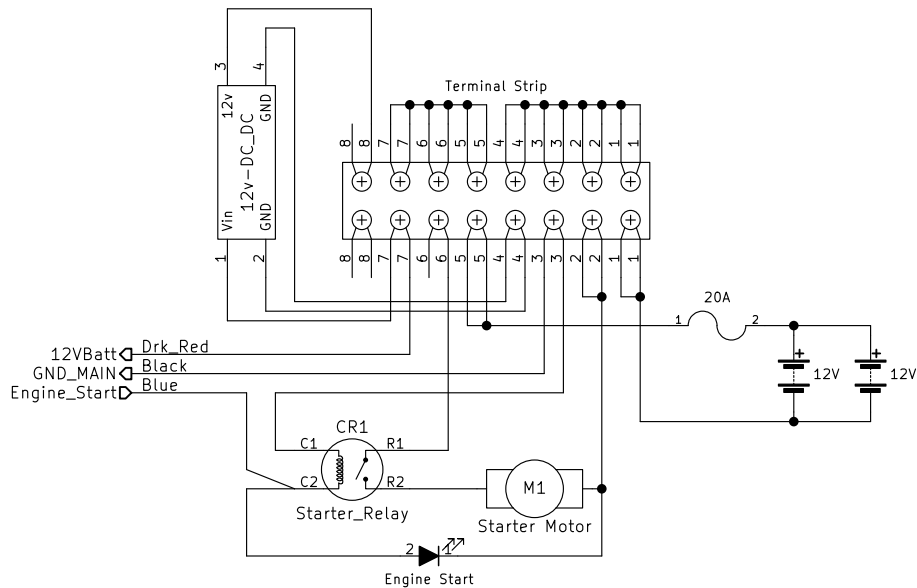 Terminal Strip
3 4
12v GND
12v-DC_DC
Vin GND
1 2
8 8 7 7 6 6 5 5 4 4 3 3 2 2 1 1
8 8 7 7 6 6 5 5 4 4 3 3 2 2 1 1
20A
1 2
12VBatt Drk_Red
GND_MAIN Black
Engine_Start Blue
+ 12V + 12V
CR1
C1 R1
C2 R2
Starter_Relay
M1
Starter Motor
2 1
Engine Start